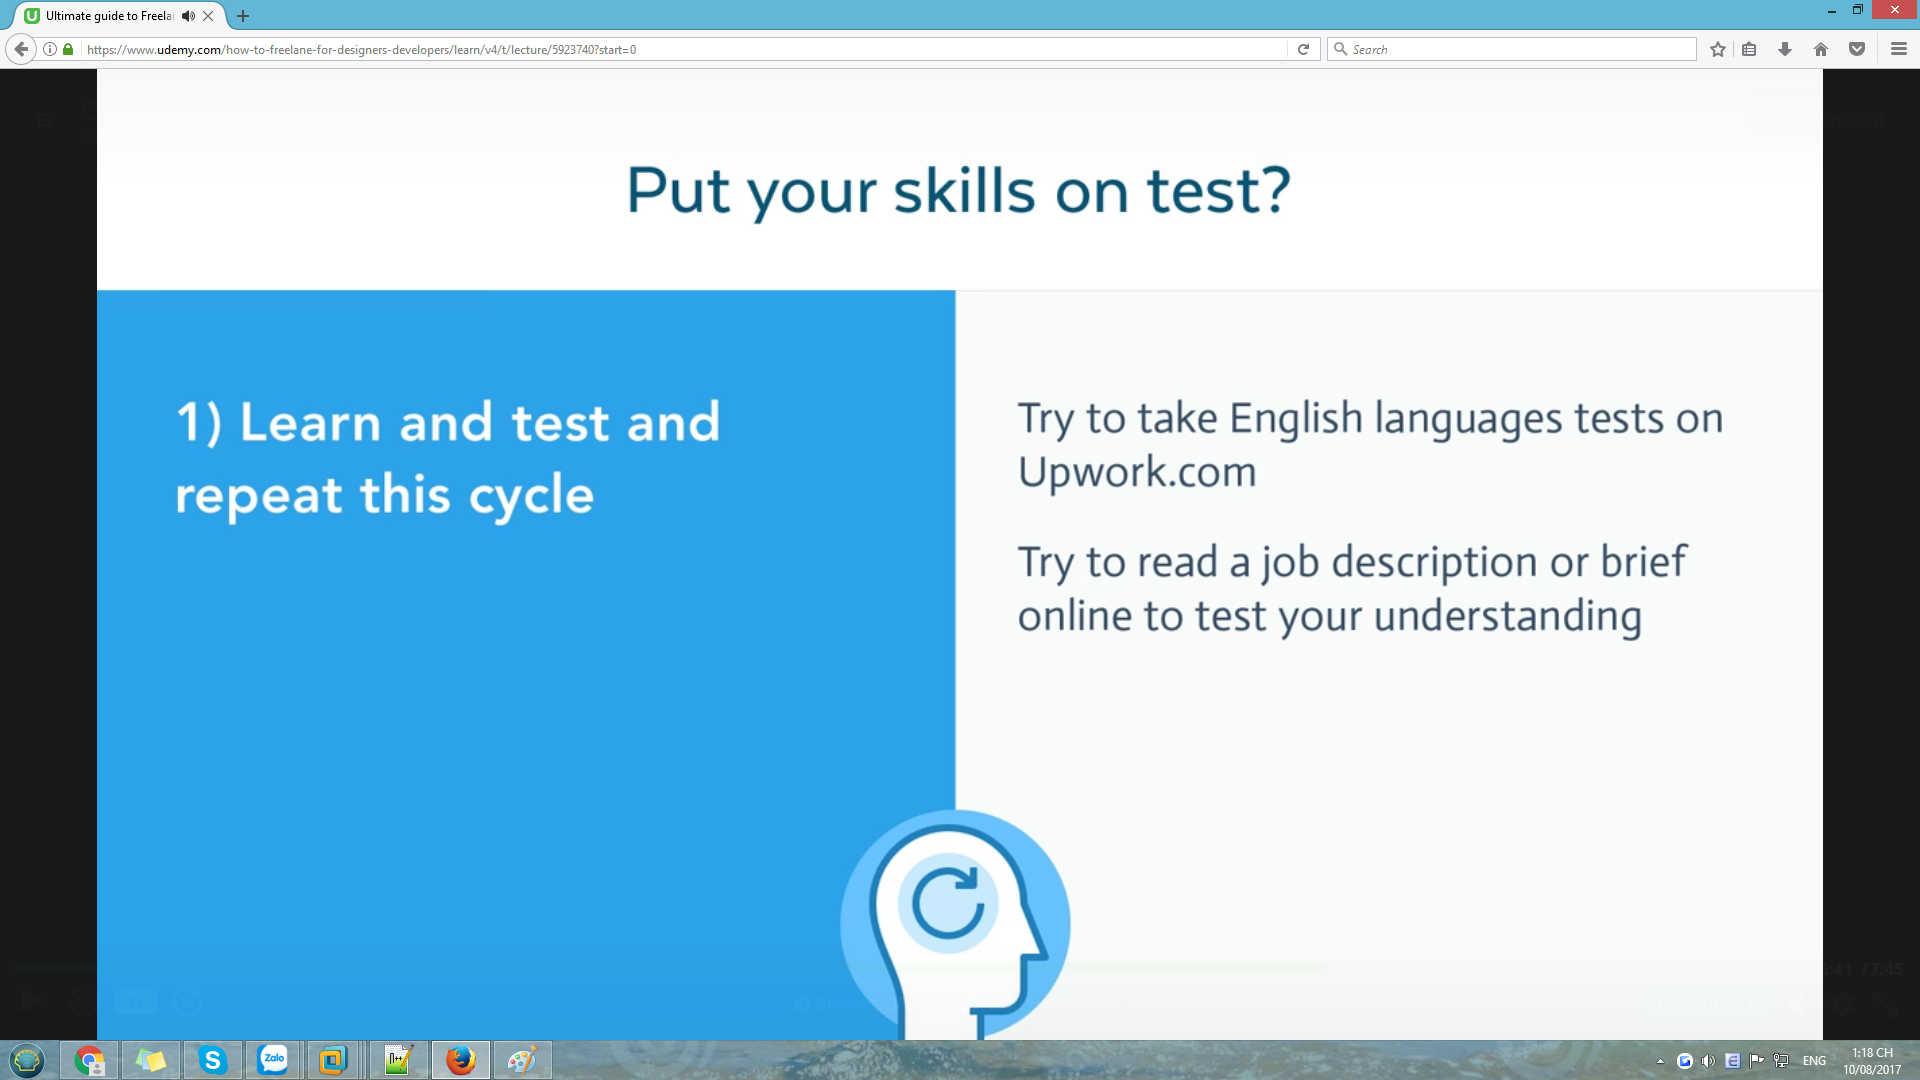 Ultimate guide to Freela
https://www.udemy.com/how-to-freelane-for-designers-developers/learn/v4/t/lecture/5923740?start=0
Search
Put your skills on test?
1) Learn and test and
repeat this cycle
Try to take English languages tests on
Upwork.com
Try to read a job description or brief
online to test your understanding
Zalo
ENG
1:18 CH
10/08/2017